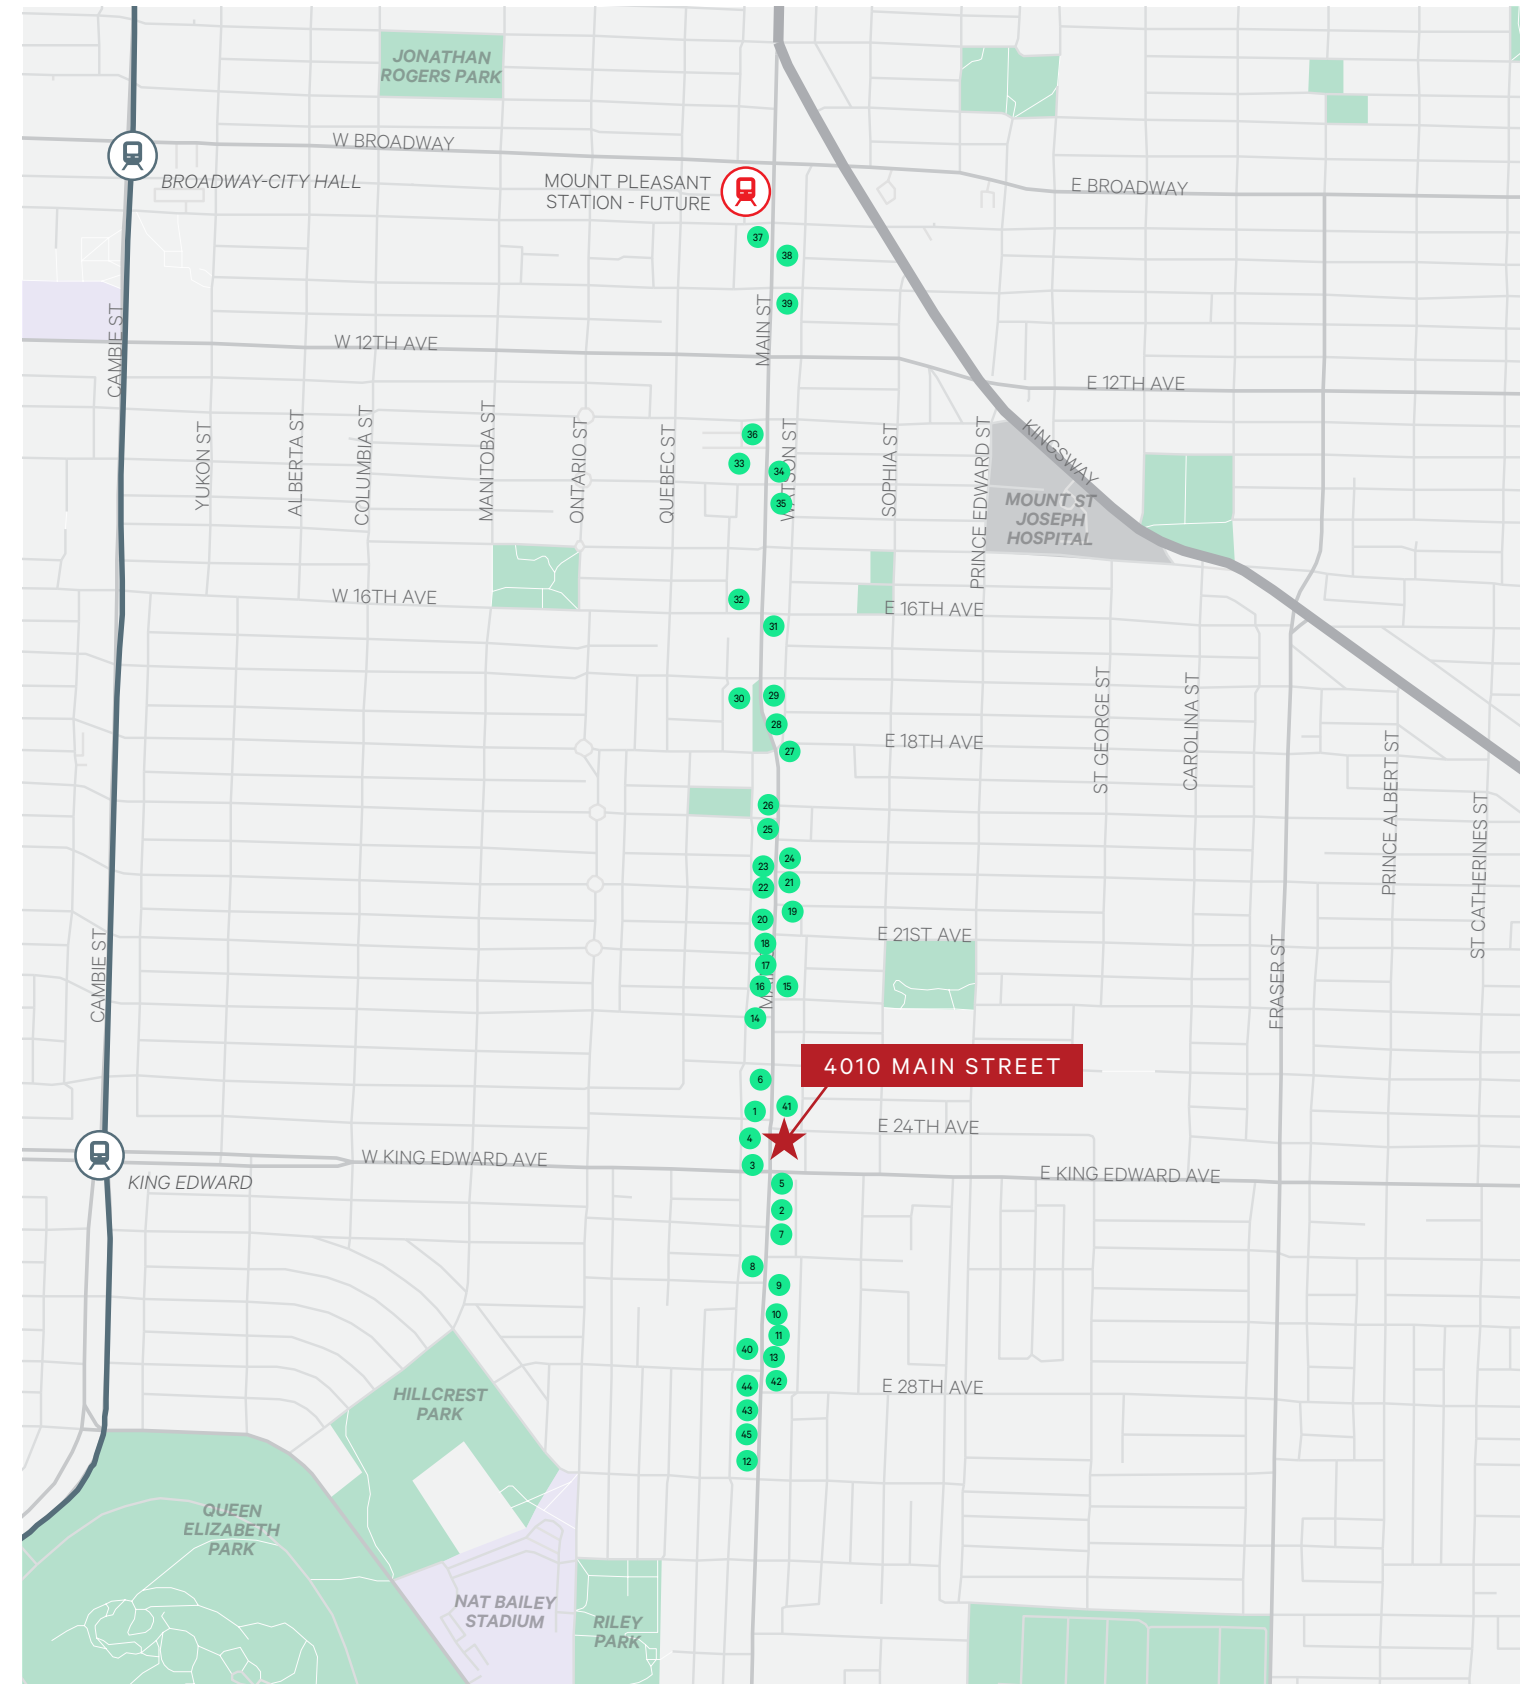 JONATHAN
ROGERS PARK
W BROADWAY
BROADWAY-CITY HALL
MOUNT PLEASANT
STATION - FUTURE
E BROADWAY
37
38
39
CAMBIE ST
MAIN ST
W 12TH AVE
E 12TH AVE
YUKON ST
ALBERTA ST
COLUMBIA ST
MANITOBA ST
ONTARIO ST
QUEBEC ST
WATSON ST
SOPHIA ST
PRINCE EDWARD ST
KINGSWAY
MOUNT ST
JOSEPH
HOSPITAL
36
33
34
35
W 16TH AVE
E 16TH AVE
32
31
30
29
28
27
E 18TH AVE
ST GEORGE ST
CAROLINA ST
PRINCE ALBERT ST
ST CATHERINES ST
26
25
24
23
22
21
20
19
18
17
16
15
14
E 21ST AVE
CAMBIE ST
FRASER ST
4010 MAIN STREET
6
1
41
4
3
E 24TH AVE
W KING EDWARD AVE
E KING EDWARD AVE
KING EDWARD
5
2
7
8
9
10
11
40
13
42
44
43
45
12
E 28TH AVE
HILLCREST
PARK
QUEEN
ELIZABETH
PARK
NAT BAILEY
STADIUM
RILEY
PARK